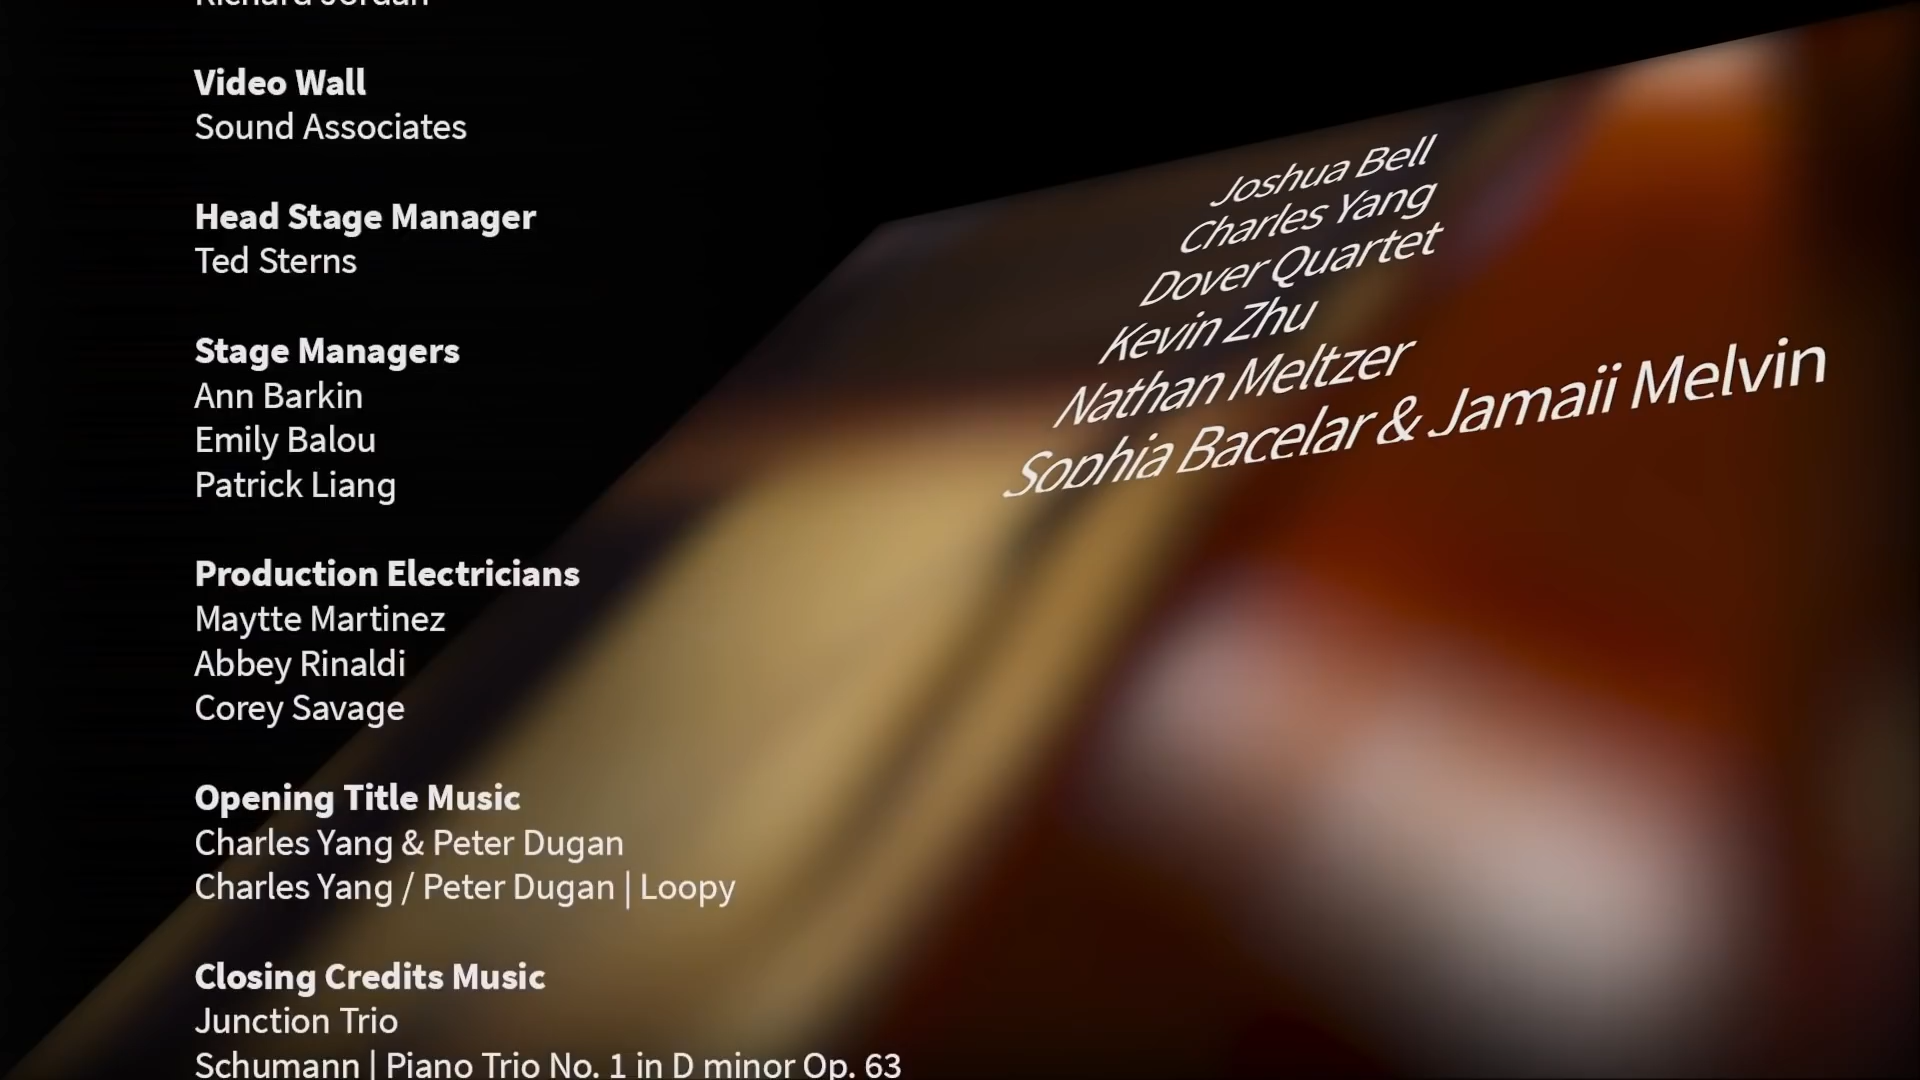 Richard Jordan
Video Wall
Sound Associates
Head Stage Manager
Ted Sterns
Stage Managers
Ann Barkin
Emily Balou
Patrick Liang
Production Electricians
Maytte Martinez
Abbey Rinaldi
Corey Savage
Opening Title Music
Charles Yang & Peter Dugan
Charles Yang / Peter Dugan | Loopy
Closing Credits Music
Junction Trio
Schumann | Piano Trio No. 1 in D minor Op. 63
Joshua Bell
Charles Yang
Dover Quartet
Kevin Zhu
Nathan Meltzer
Sophia Bacelar & Jamaii Melvin